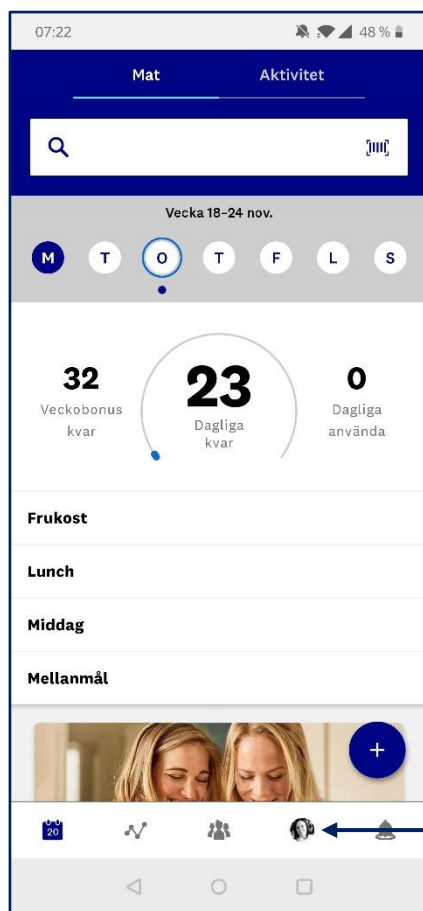 07:22 48 %
Mat Aktivitet
Vecka 18–24 nov.
M T O T F L S
32 23 0
Veckobonus kvar
Dagliga kvar
Dagliga använda
Frukost
Lunch
Middag
Mellanmål
+
20